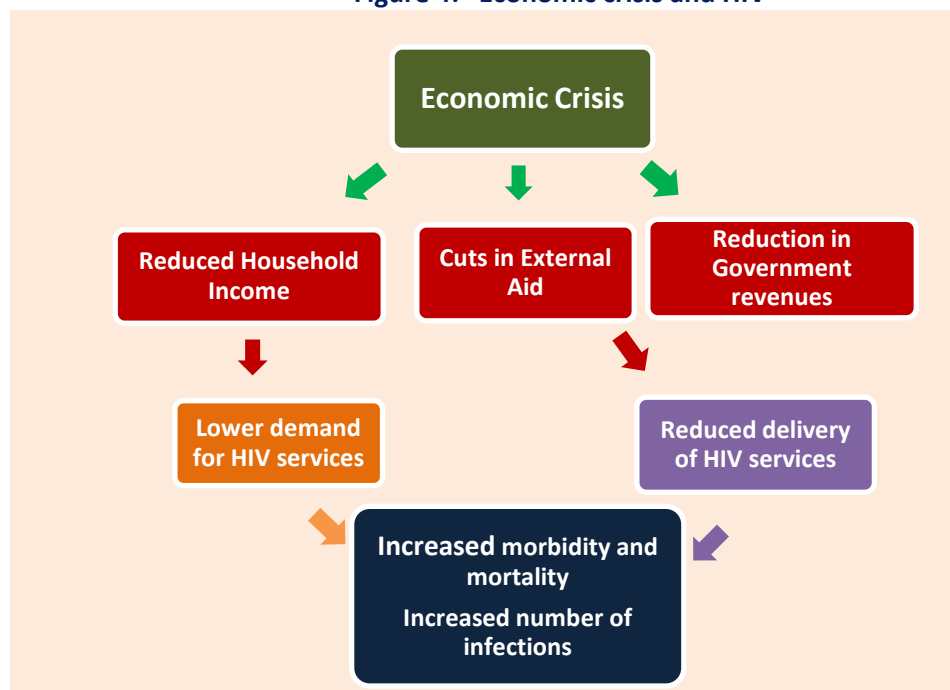 Economic Crisis
Reduced Household
Income
Cuts in External
Aid
Reduction in
Government
revenues
Lower demand
for HIV services
Reduced delivery
of HIV services
Increased morbidity and
mortality
Increased number of
infections